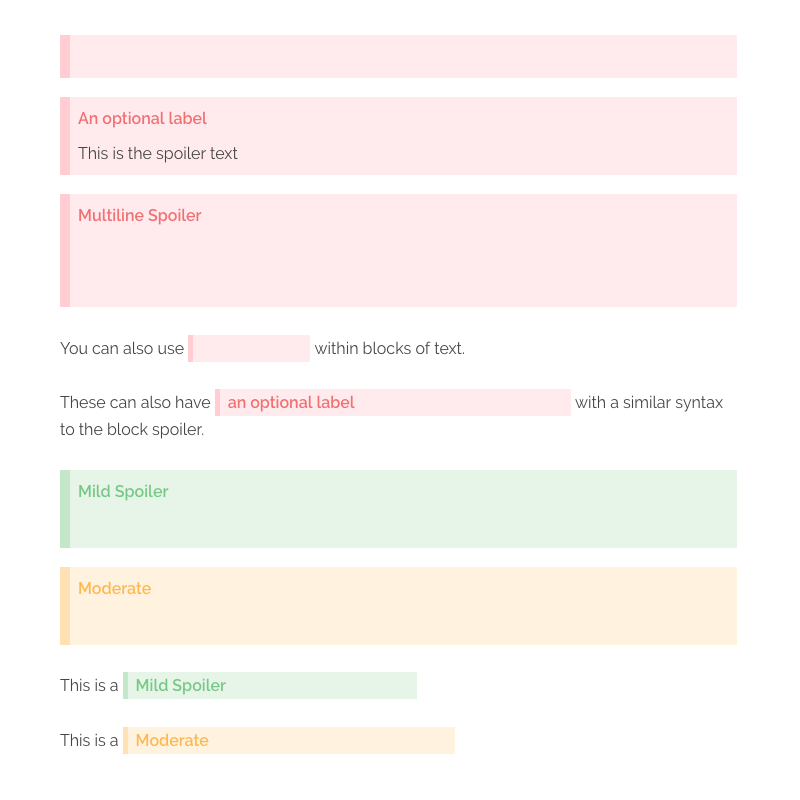 An optional label
This is the spoiler text
Multiline Spoiler
You can also use within blocks of text.
These can also have an optional label with a similar syntax
to the block spoiler.
Mild Spoiler
Moderate
This is a Mild Spoiler
This is a Moderate